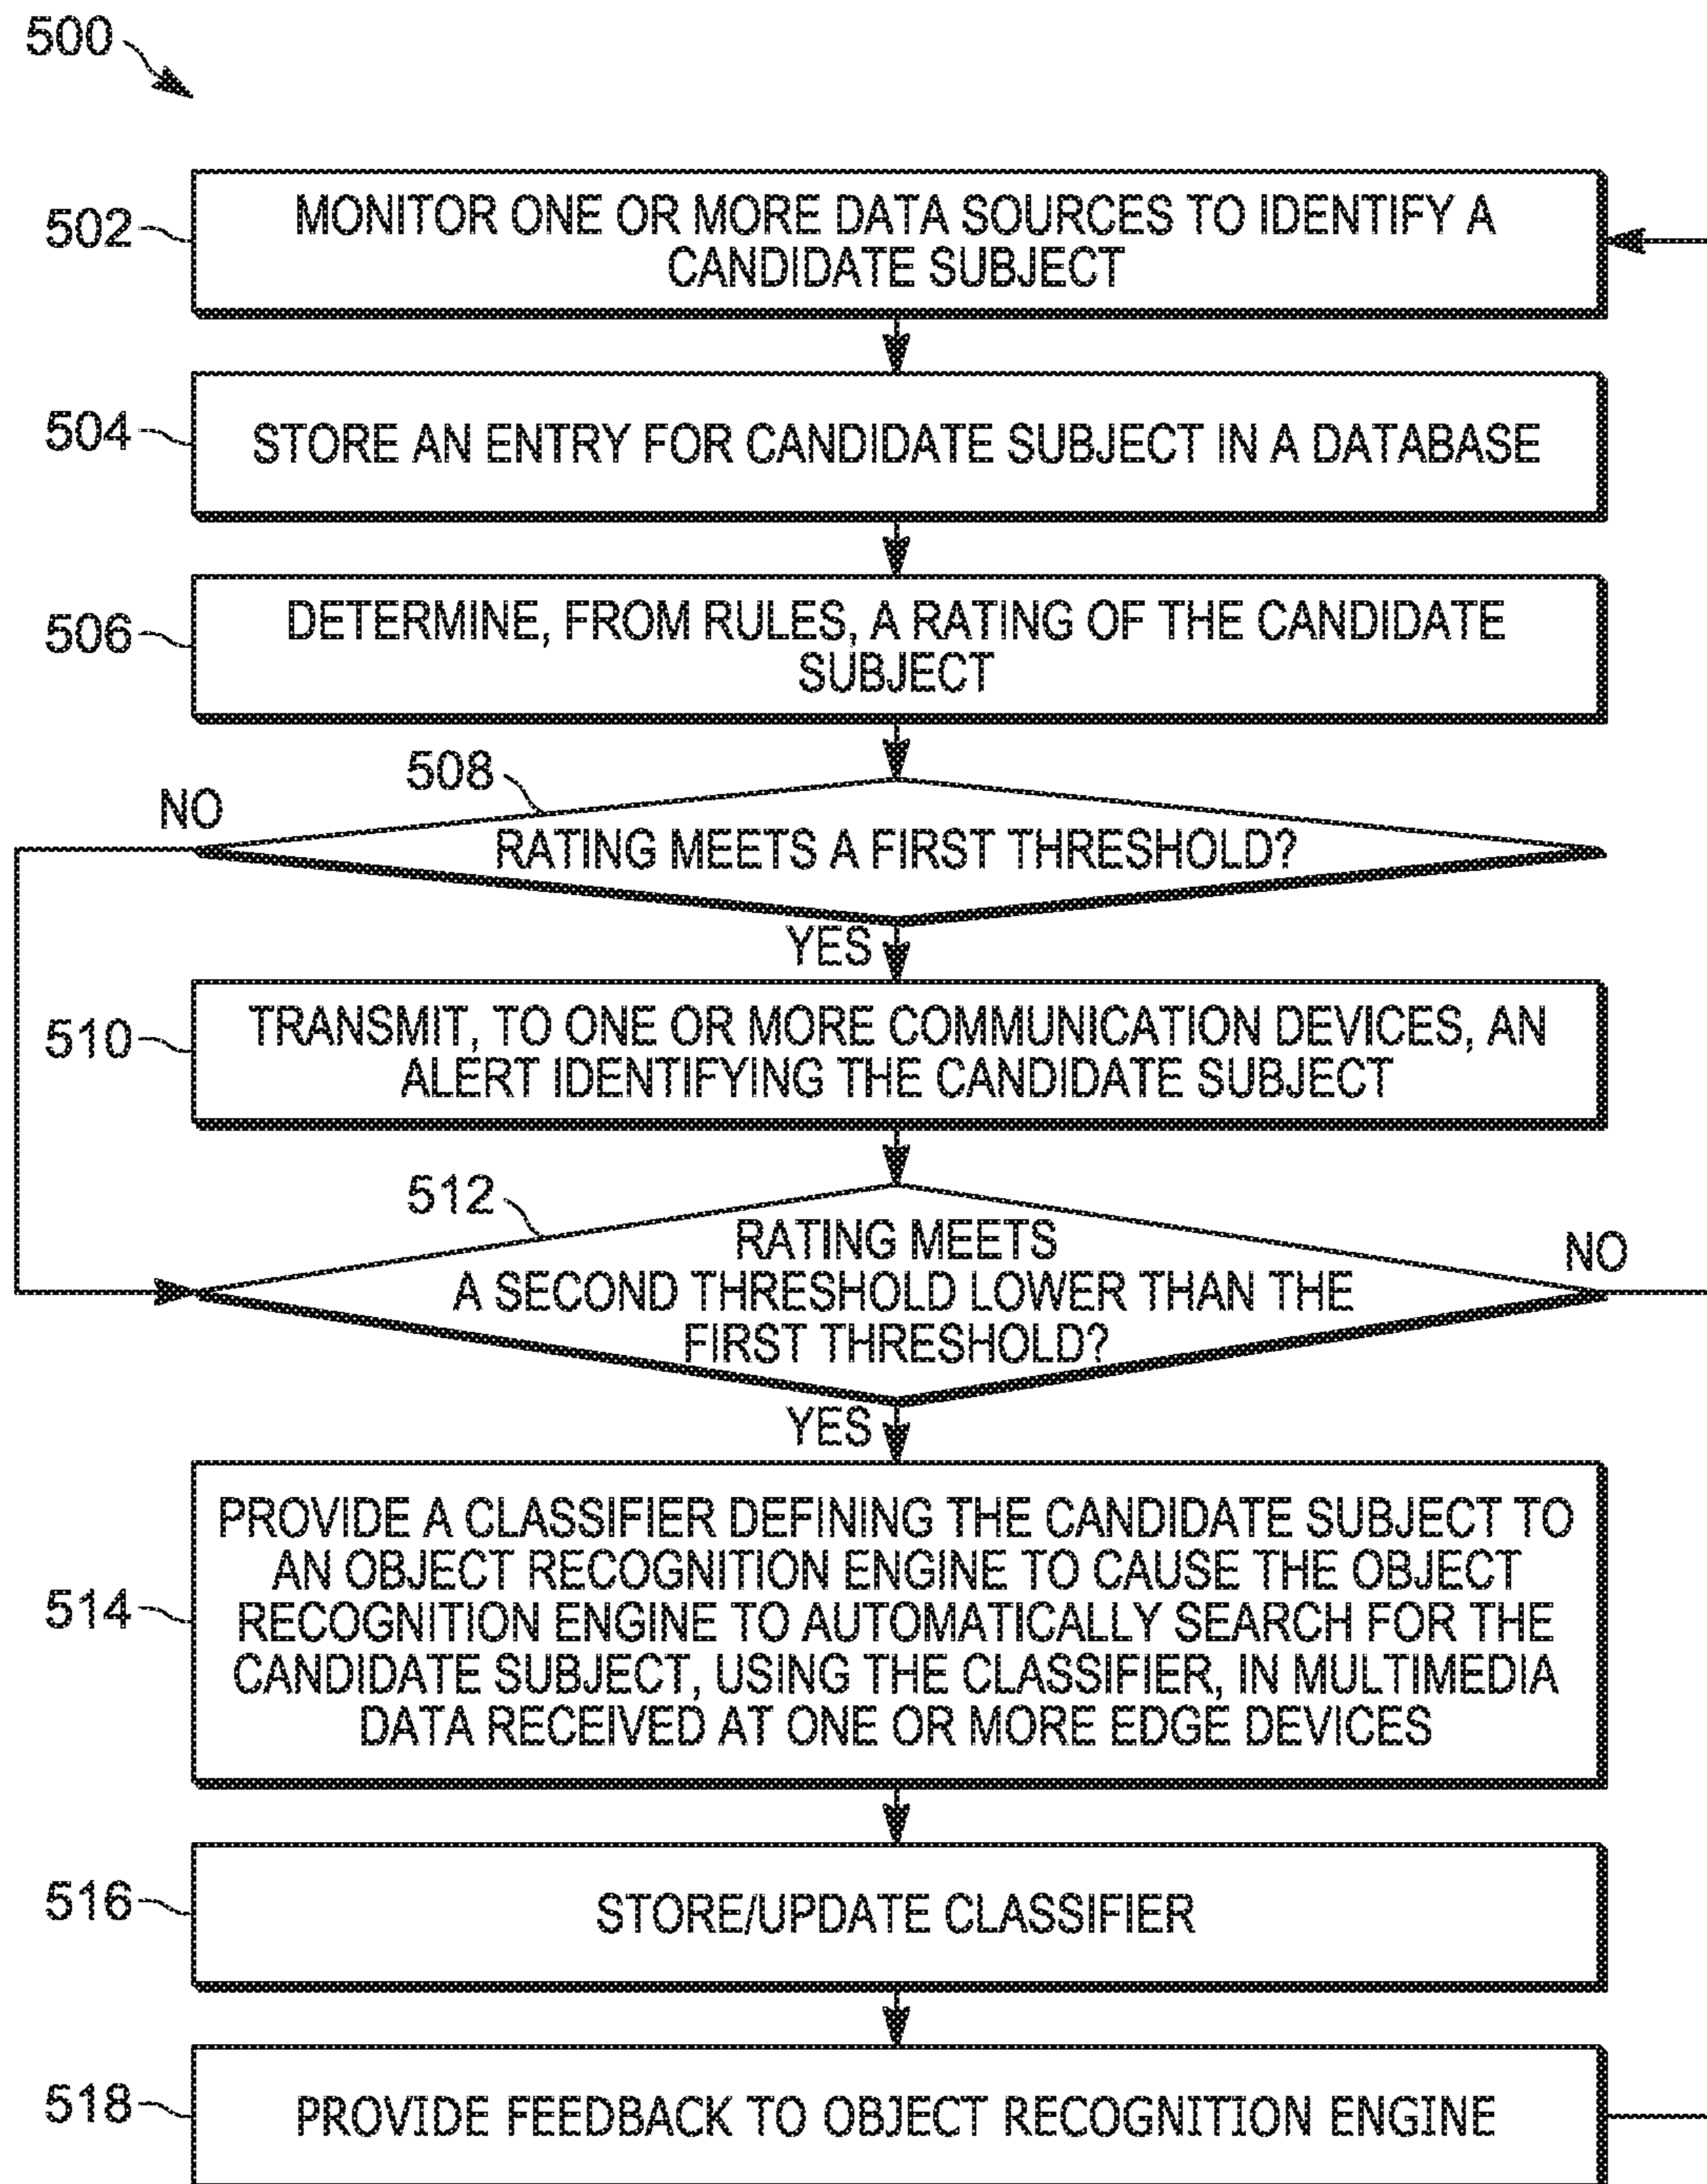 500
502
MONITOR ONE OR MORE DATA SOURCES TO IDENTIFY A
CANDIDATE SUBJECT
504
STORE AN ENTRY FOR CANDIDATE SUBJECT IN A DATABASE
506
DETERMINE, FROM RULES, A RATING OF THE CANDIDATE
SUBJECT
508
NO
RATING MEETS A FIRST THRESHOLD?
YES
510
TRANSMIT, TO ONE OR MORE COMMUNICATION DEVICES, AN
ALERT IDENTIFYING THE CANDIDATE SUBJECT
512
RATING MEETS
A SECOND THRESHOLD LOWER THAN THE
FIRST THRESHOLD?
NO
YES
514
PROVIDE A CLASSIFIER DEFINING THE CANDIDATE SUBJECT TO
AN OBJECT RECOGNITION ENGINE TO CAUSE THE OBJECT
RECOGNITION ENGINE TO AUTOMATICALLY SEARCH FOR THE
CANDIDATE SUBJECT, USING THE CLASSIFIER, IN MULTIMEDIA
DATA RECEIVED AT ONE OR MORE EDGE DEVICES
516
STORE/UPDATE CLASSIFIER
518
PROVIDE FEEDBACK TO OBJECT RECOGNITION ENGINE